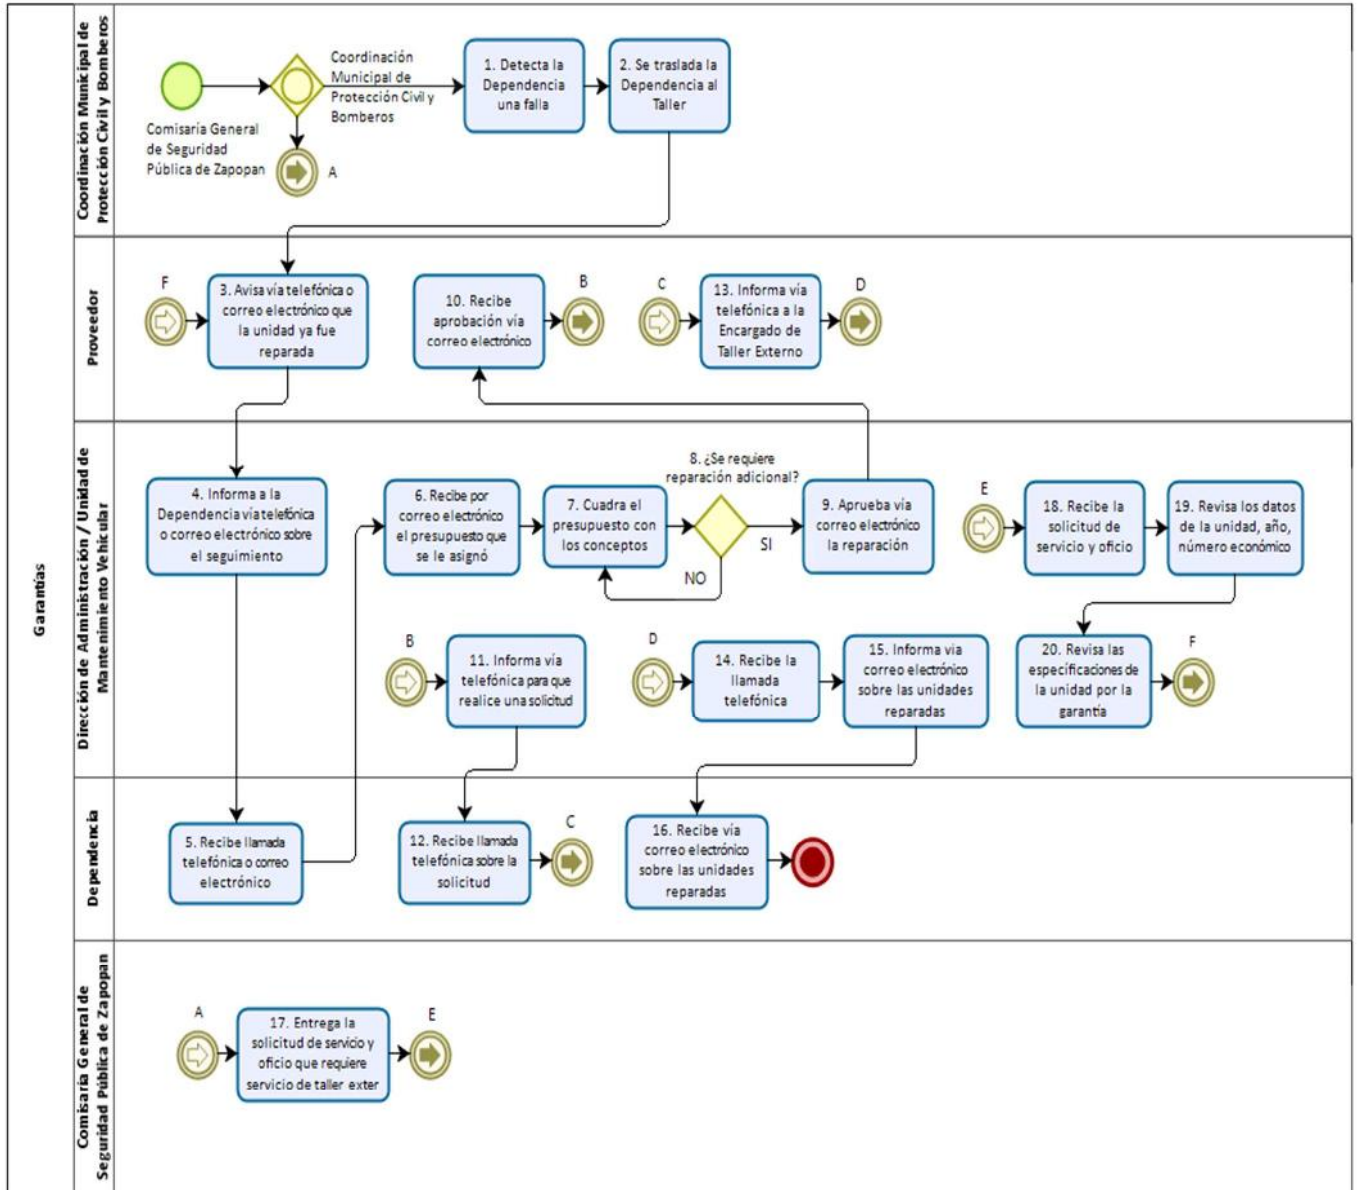 Garantías
Coordinación Municipal de
Protección Civil y Bomberos
Comisaría General
de Seguridad
Pública de Zapopan
Coordinación
Municipal de
Protección Civil y
Bomberos
A
1. Detecta la
Dependencia
una falla
2. Se traslada la
Dependencia al
Taller
Proveedor
F
3. Avisa vía telefónica o
correo electrónico que
la unidad ya fue
reparada
10. Recibe
aprobación vía
correo electrónico
B
C
13. Informa vía
telefónica a la
Encargado de
Taller Externo
D
Dirección de Administración / Unidad de
Mantenimiento Vehicular
4. Informa a la
Dependencia vía telefónica
o correo electrónico sobre
el seguimiento
6. Recibe por
correo electrónico
el presupuesto que
se le asignó
7. Cuadra el
presupuesto con
los conceptos
8. ¿Se requiere
reparación adicional?
SI
NO
9. Aprueba vía
correo electrónico
la reparación
E
18. Recibe la
solicitud de
servicio y oficio
19. Revisa los datos
de la unidad, año,
número económico
B
11. Informa vía
telefónica para que
realice una solicitud
D
14. Recibe la
llamada
telefónica
15. Informa via
correo electrónico
sobre las unidades
reparadas
20. Revisa las
especificaciones de
la unidad por la
garantía
F
Dependencia
5. Recibe llamada
telefónica o correo
electrónico
12. Recibe llamada
telefónica sobre la
solicitud
C
16. Recibe vía
correo electrónico
sobre las unidades
reparadas
Comisaría General de
Seguridad Pública de Zapopan
A
17. Entrega la
solicitud de servicio y
oficio que requiere
servicio de taller exter
E